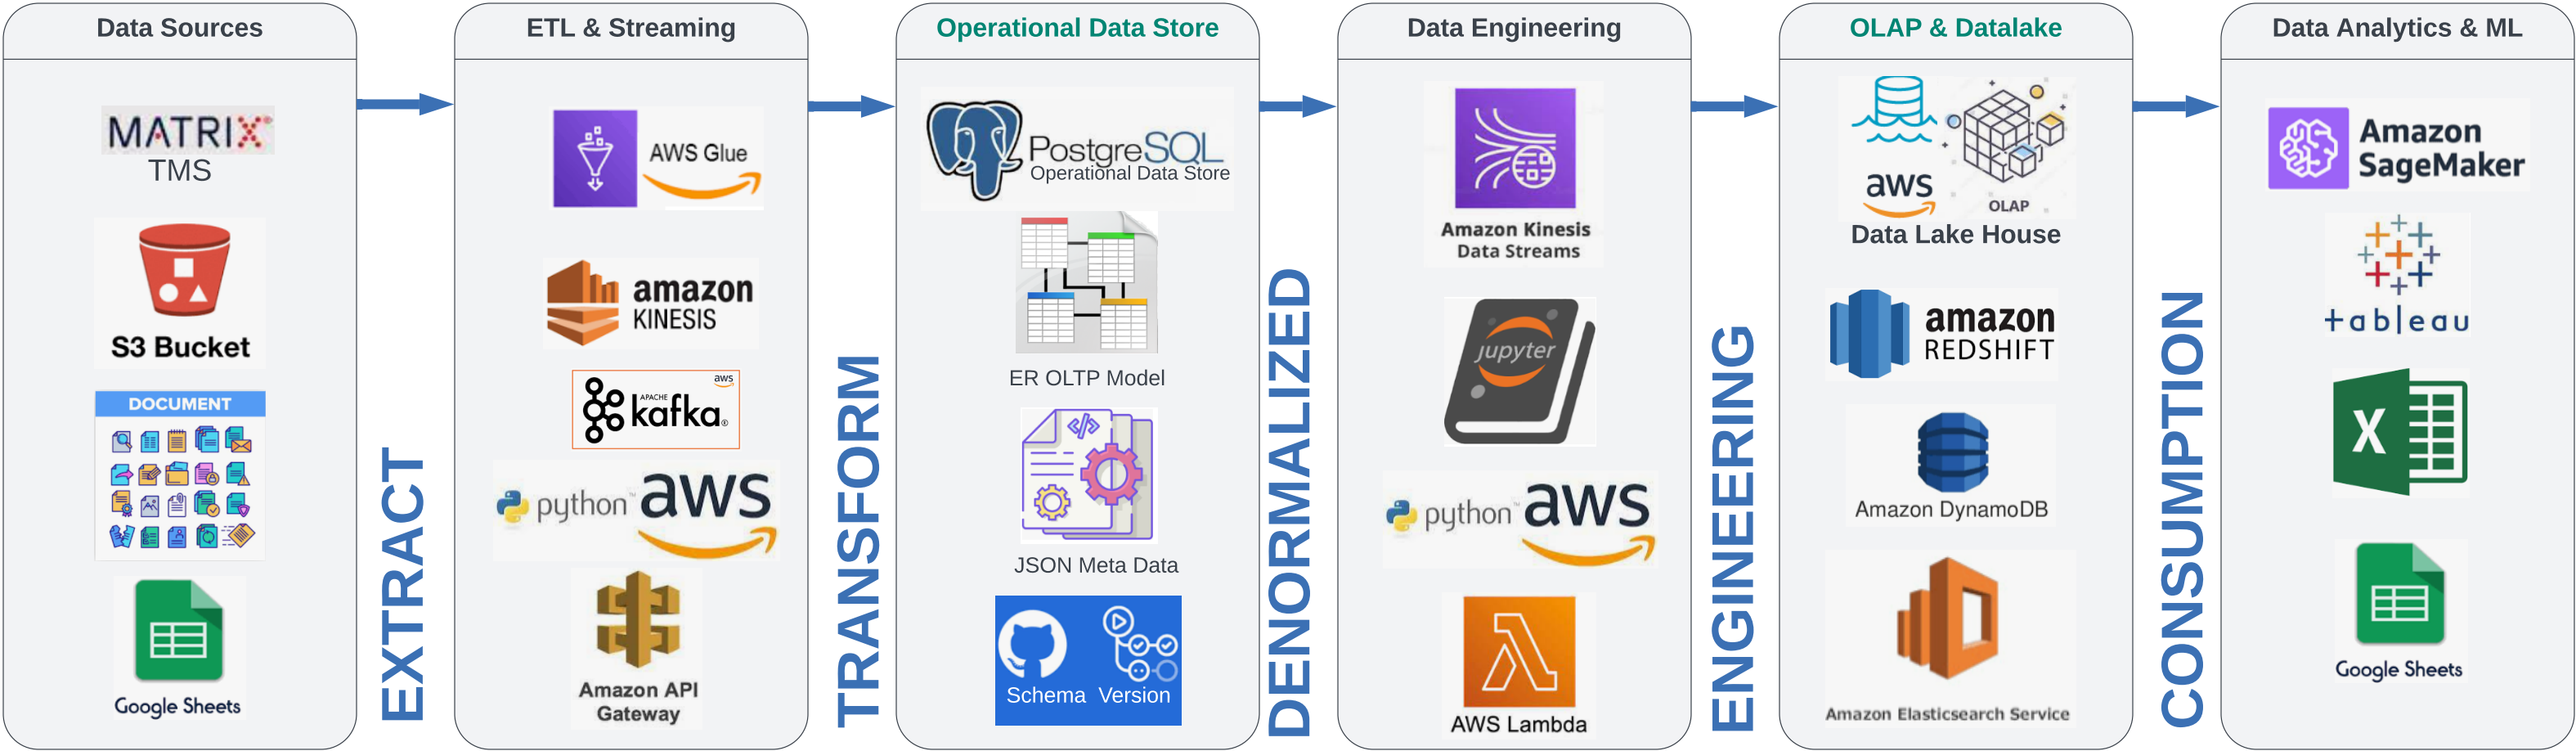 Data Sources
MATRIX
TMS
S3 Bucket
DOCUMENT
Google Sheets
EXTRACT
ETL & Streaming
AWS Glue
amazon
KINESIS
aws
APACHE
kafka®
python™ aws
Amazon API
Gateway
TRANSFORM
Operational Data Store
PostgreSQL
Operational Data Store
ER OLTP Model
</>
JSON Meta Data
Schema Version
DENORMALIZED
Data Engineering
Amazon Kinesis
Data Streams
jupyter
python™ aws
AWS Lambda
ENGINEERING
OLAP & Datalake
aws
OLAP
Data Lake House
amazon
REDSHIFT
Amazon DynamoDB
Amazon Elasticsearch Service
CONSUMPTION
Data Analytics & ML
Amazon
SageMaker
+ableau
X
Google Sheets